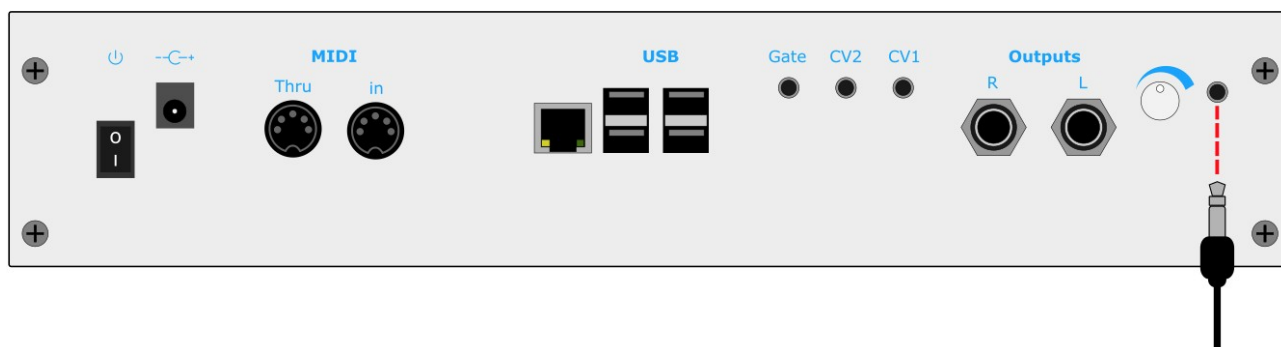 MIDI
Thru
in
USB
Gate
CV2
CV1
Outputs
R
L
O
I